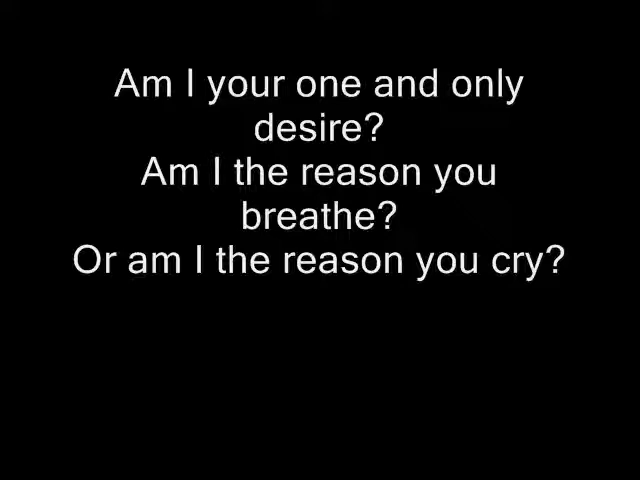 Am I your one and only
desire?
Am I the reason you
breathe?
Or am I the reason you cry?